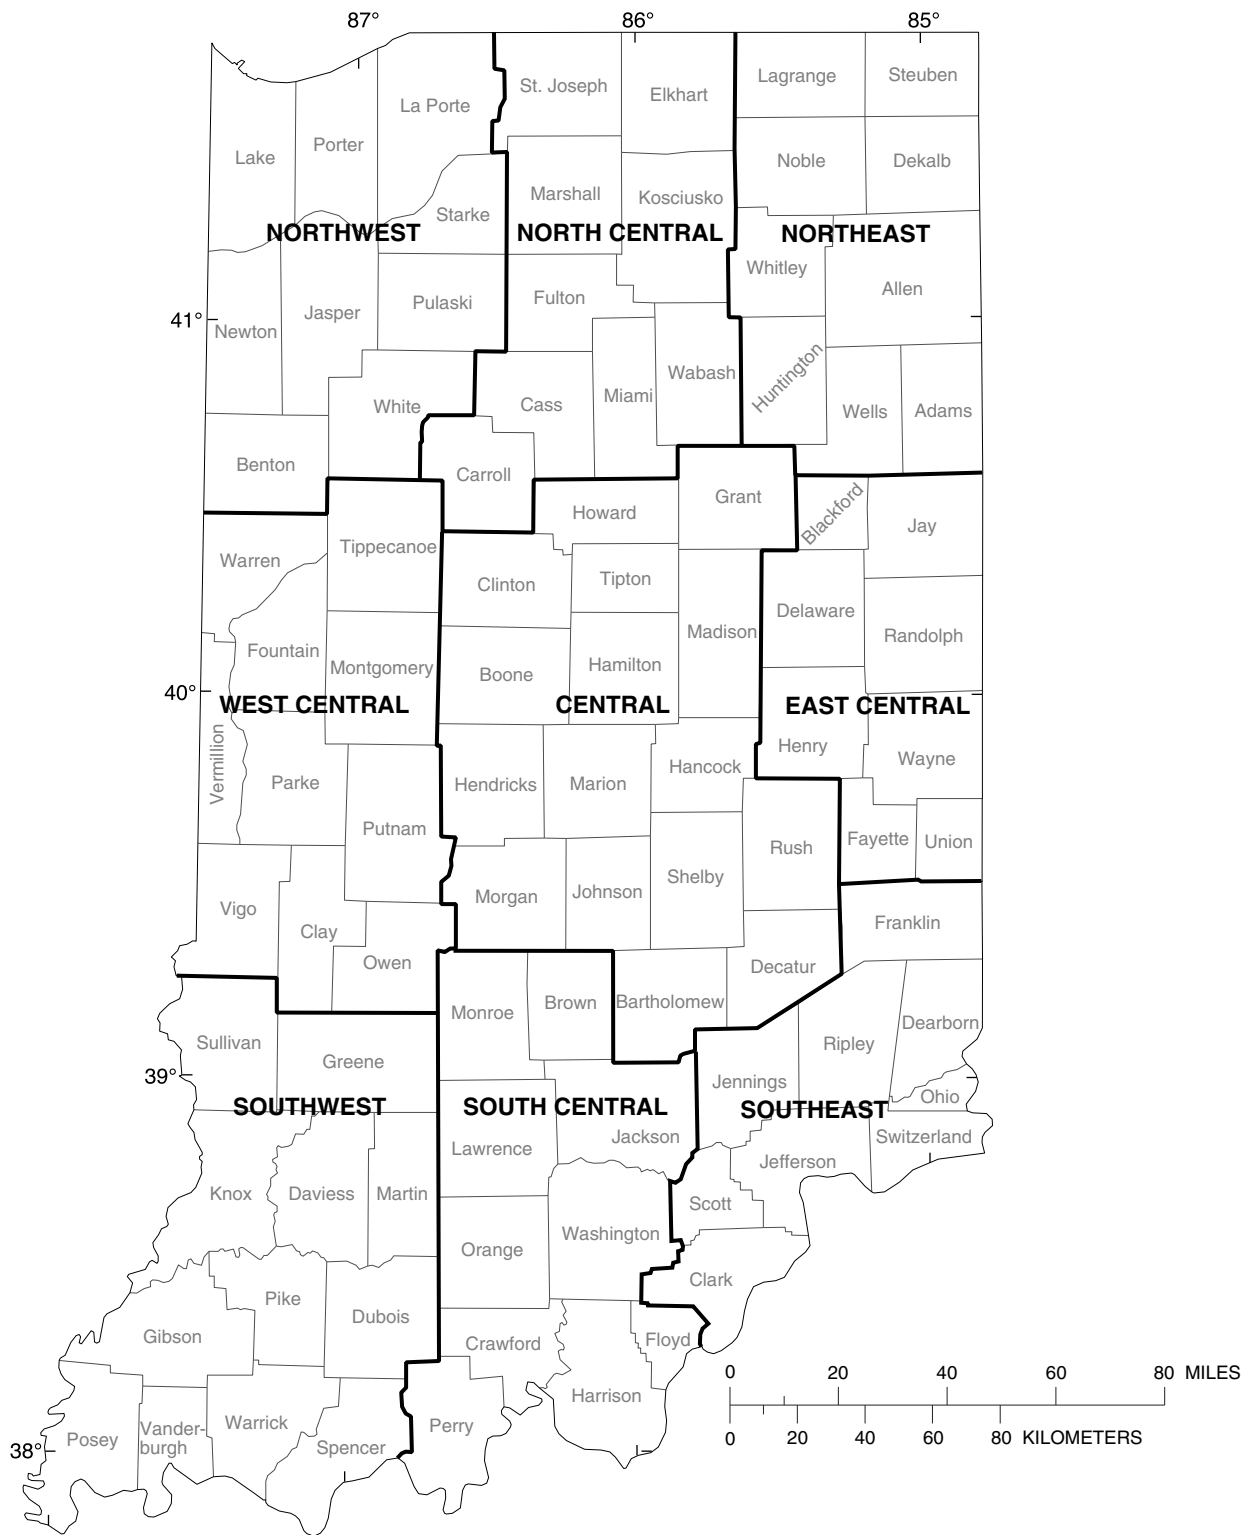 87° 86° 85°
Lagrange Steuben
St. Joseph Elkhart
La Porte
Porter
Lake Noble Dekalb
Marshall Kosciusko
Starke
NORTHWEST NORTH CENTRAL NORTHEAST
Whitley
Allen
Pulaski Fulton
Jasper
41°
Newton
Wabash Huntington
Miami
White Cass Wells Adams
Benton Carroll
Grant
Howard Blackford Jay
Tippecanoe
Warren
Clinton Tipton
Delaware
Madison Randolph
Fountain
Montgomery Boone Hamilton
40°
WEST CENTRAL CENTRAL EAST CENTRAL
Henry
Vermillion Hancock Wayne
Parke Hendricks Marion
Putnam
Rush Fayette Union
Shelby
Morgan Johnson
Vigo
Clay Franklin
Owen Decatur
Monroe Brown Bartholomew
Dearborn
Sullivan Ripley
Greene
39°
Jennings
Ohio
SOUTHWEST SOUTH CENTRAL SOUTHEAST
Jackson Switzerland
Lawrence
Jefferson
Knox Daviess Martin Scott
Washington
Orange
Clark
Pike
Dubois
Gibson Crawford Floyd
0 20 40 60 80 MILES
Harrison
Warrick Perry
Posey Vander-
burgh
Spencer
38°
0 20 40 60 80 KILOMETERS